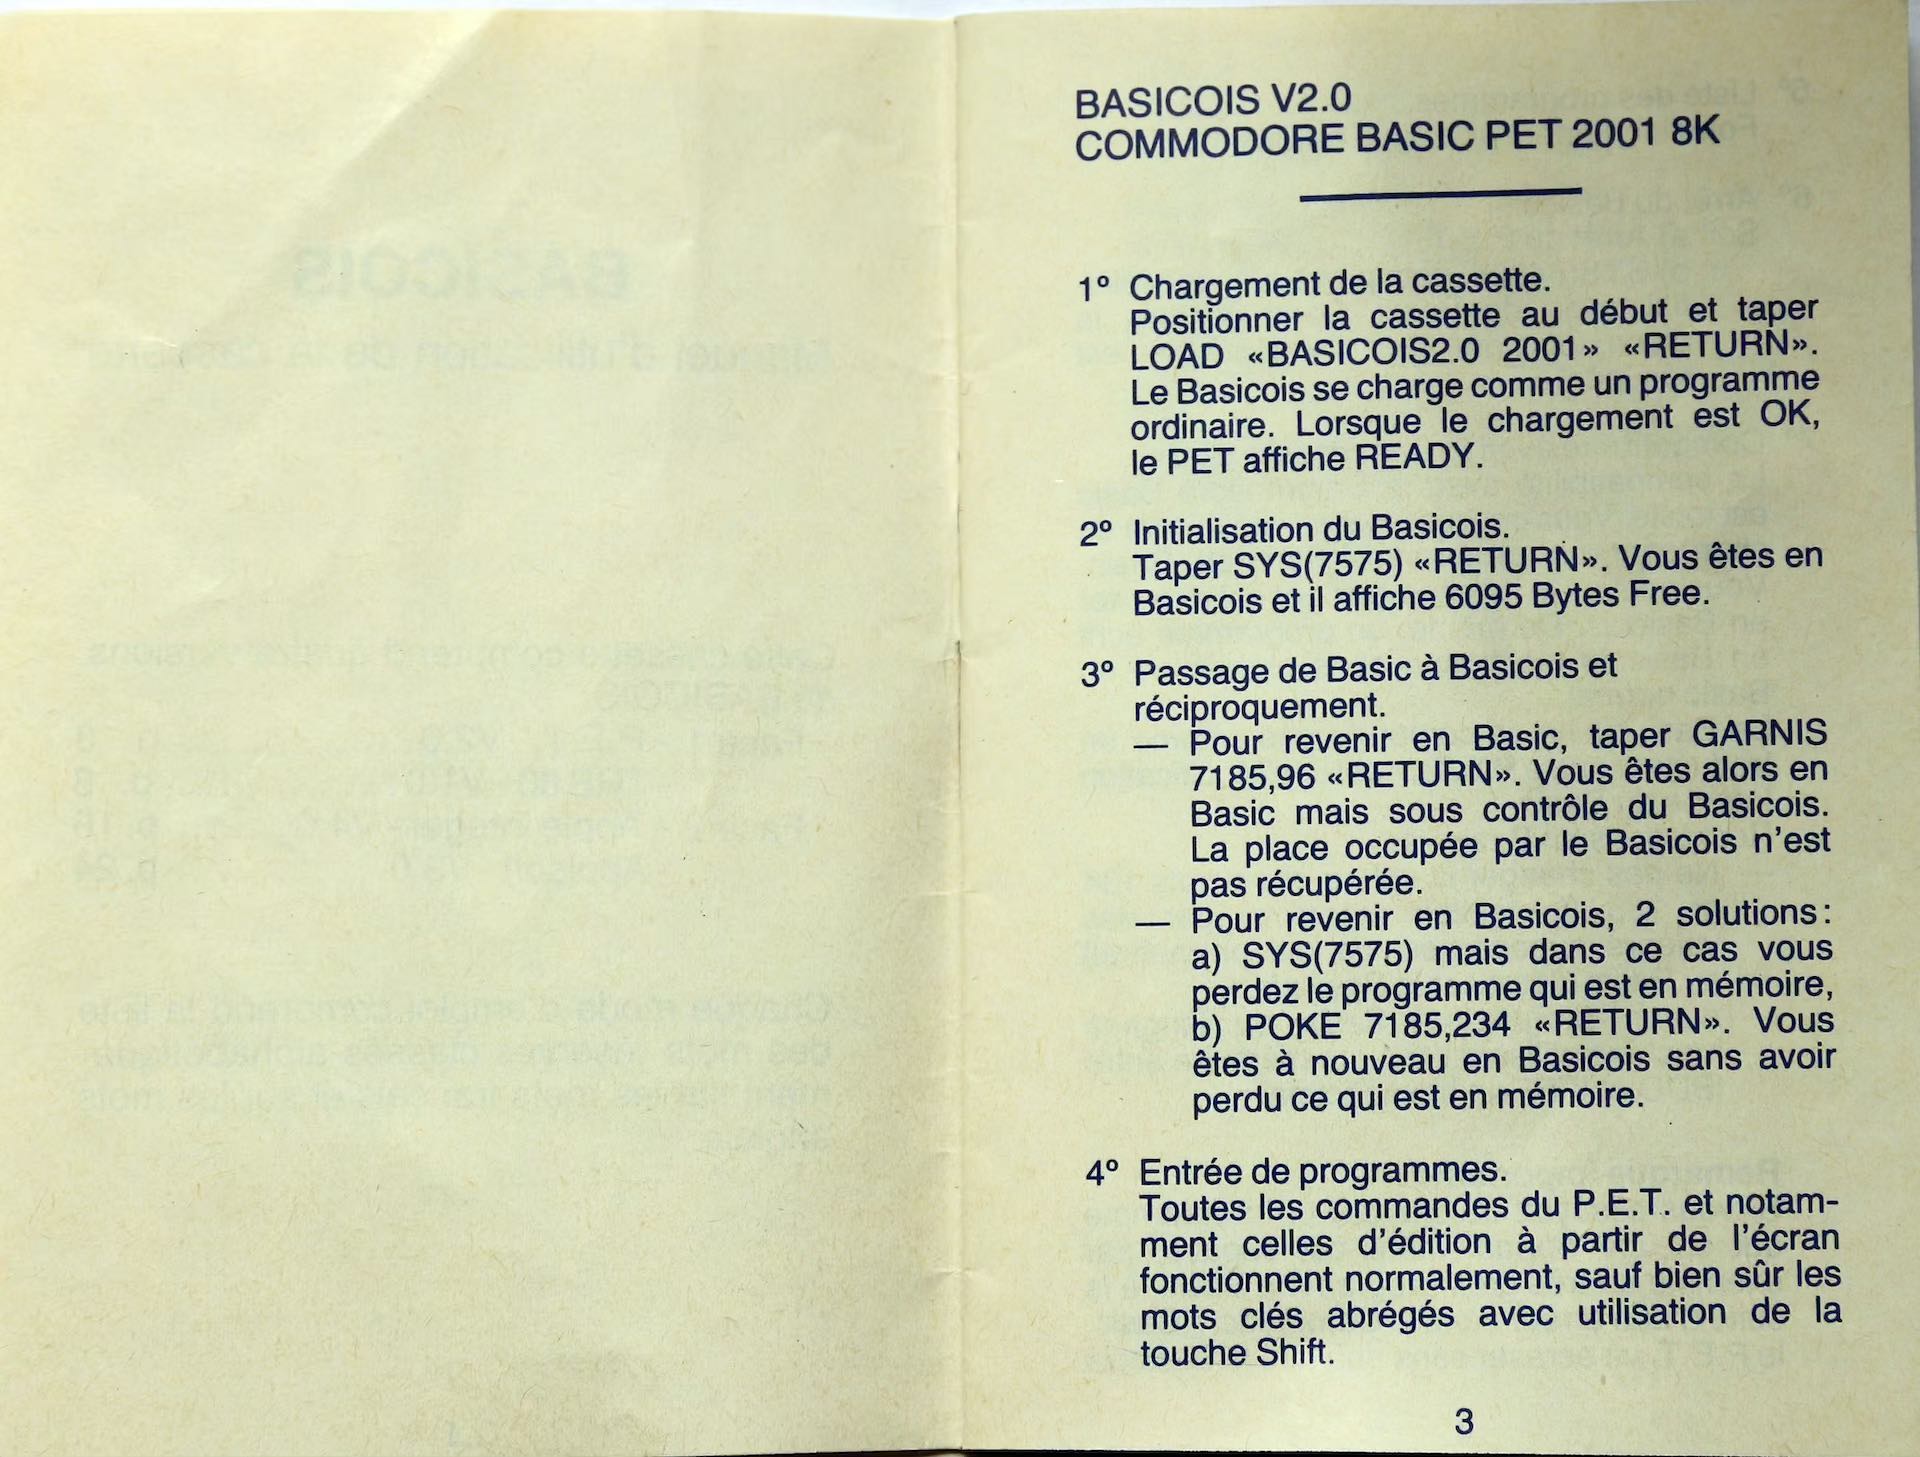 BASICOIS V2.0
COMMODORE BASIC PET 2001 8K
1° Chargement de la cassette.
Positionner la cassette au début et taper
LOAD «BASICOIS2.0 2001» «RETURN».
Le Basicois se charge comme un programme
ordinaire. Lorsque le chargement est OK,
le PET affiche READY.
2° Initialisation du Basicois.
Taper SYS(7575) «RETURN». Vous êtes en
Basicois et il affiche 6095 Bytes Free.
3° Passage de Basic à Basicois et
réciproquement.
— Pour revenir en Basic, taper GARNIS
7185,96 «RETURN». Vous êtes alors en
Basic mais sous contrôle du Basicois.
La place occupée par le Basicois n'est
pas récupérée.
— Pour revenir en Basicois, 2 solutions:
a) SYS(7575) mais dans ce cas vous
perdez le programme qui est en mémoire,
b) POKE 7185,234 «RETURN». Vous
êtes à nouveau en Basicois sans avoir
perdu ce qui est en mémoire.
4° Entrée de programmes.
Toutes les commandes du P.E.T. et notam-
ment celles d'édition à partir de l'écran
fonctionnent normalement, sauf bien sûr les
mots clés abrégés avec utilisation de la
touche Shift.
3